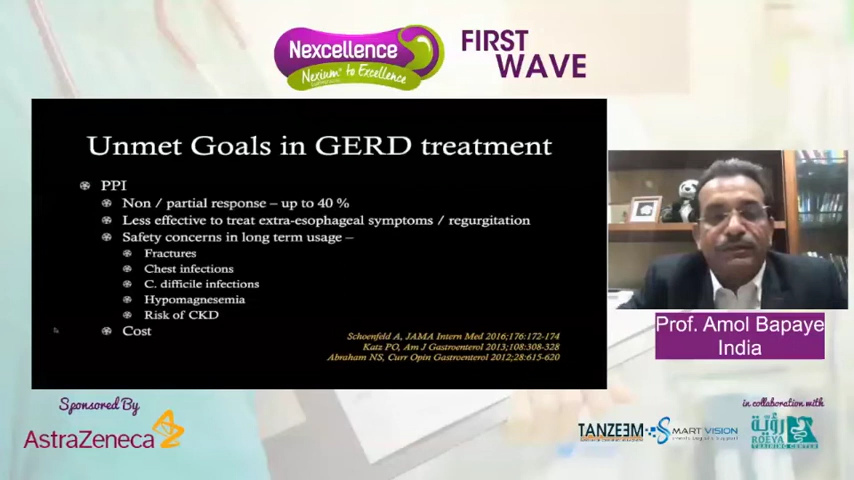 Nexcellence
Nexium to Excellence
FIRST
WAVE
Unmet Goals in GERD treatment
PPI
Non / partial response – up to 40 %
Less effective to treat extra-esophageal symptoms / regurgitation
Safety concerns in long term usage –
Fractures
Chest infections
C. difficile infections
Hypomagnesemia
Risk of CKD
Cost
Schoenfeld A, JAMA Intern Med 2016;176:172-174
Katz PO, Am J Gastroenterol 2013;108:308-328
Abraham NS, Curr Opin Gastroenterol 2012;28:615-620
Prof. Amol Bapaye
India
Sponsored By
AstraZeneca
in collaboration with
TANZEEM
SMART VISION
رؤية
ROEYA
TRAINING CENTER